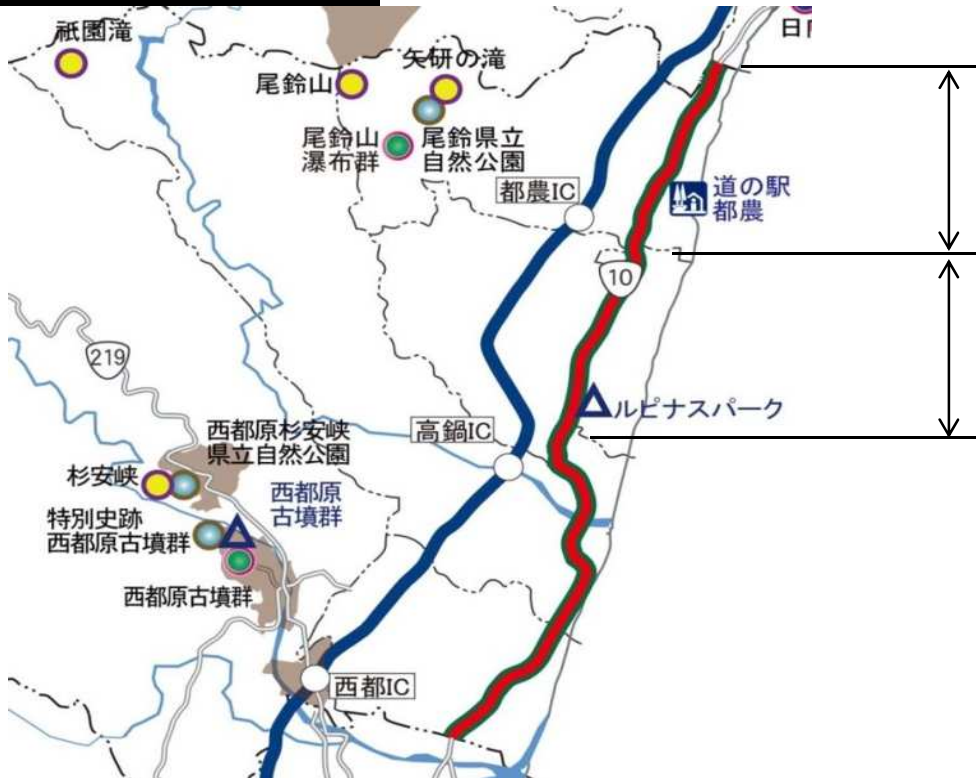 祇園滝
尾鈴山
矢研の滝
尾鈴山
瀑布群
尾鈴県立
自然公園
都農IC
道の駅
都農
10
219
ルピナスパーク
高鍋IC
西都原杉安峡
県立自然公園
杉安峡
西都原
古墳群
特別史跡
西都原古墳群
西都原古墳群
西都IC